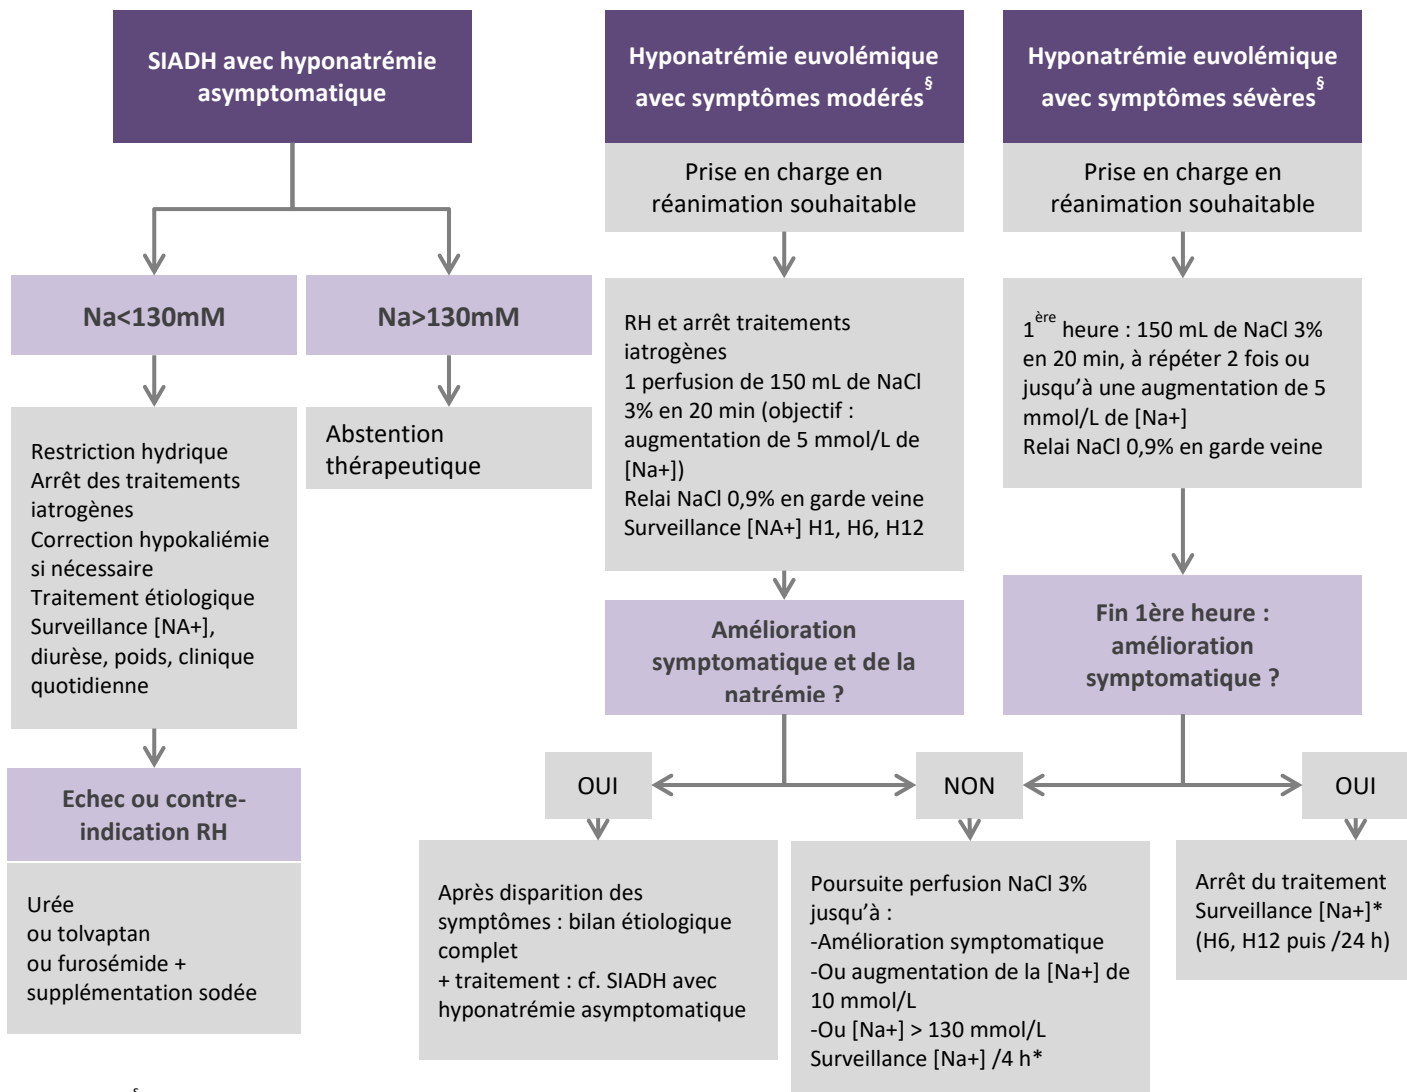 SIADH avec hyponatrémie
asymptomatique
Na<130mM
Na>130mM
Restriction hydrique
Arrêt des traitements
iatrogènes
Correction hypokaliémie
si nécessaire
Traitement étiologique
Surveillance [NA+],
diurèse, poids, clinique
quotidienne
Abstention
thérapeutique
Echec ou contre-
indication RH
Urée
ou tolvaptan
ou furosémide +
supplémentation sodée
Hyponatrémie euvolémique
avec symptômes modérés§
Prise en charge en
réanimation souhaitable
RH et arrêt traitements
iatrogènes
1 perfusion de 150 mL de NaCl
3% en 20 min (objectif :
augmentation de 5 mmol/L de
[Na+])
Relai NaCl 0,9% en garde veine
Surveillance [NA+] H1, H6, H12
Amélioration
symptomatique et de la
natrémie ?
Hyponatrémie euvolémique
avec symptômes sévères§
Prise en charge en
réanimation souhaitable
1ère heure : 150 mL de NaCl 3%
en 20 min, à répéter 2 fois ou
jusqu’à une augmentation de 5
mmol/L de [Na+]
Relai NaCl 0,9% en garde veine
Fin 1ère heure :
amélioration
symptomatique ?
OUI
NON
OUI
Après disparition des
symptômes : bilan étiologique
complet
+ traitement : cf. SIADH avec
hyponatrémie asymptomatique
Poursuite perfusion NaCl 3%
jusqu’à :
-Amélioration symptomatique
-Ou augmentation de la [Na+] de
10 mmol/L
-Ou [Na+] > 130 mmol/L
Surveillance [Na+] /4 h*
Arrêt du traitement
Surveillance [Na+]*
(H6, H12 puis /24 h)